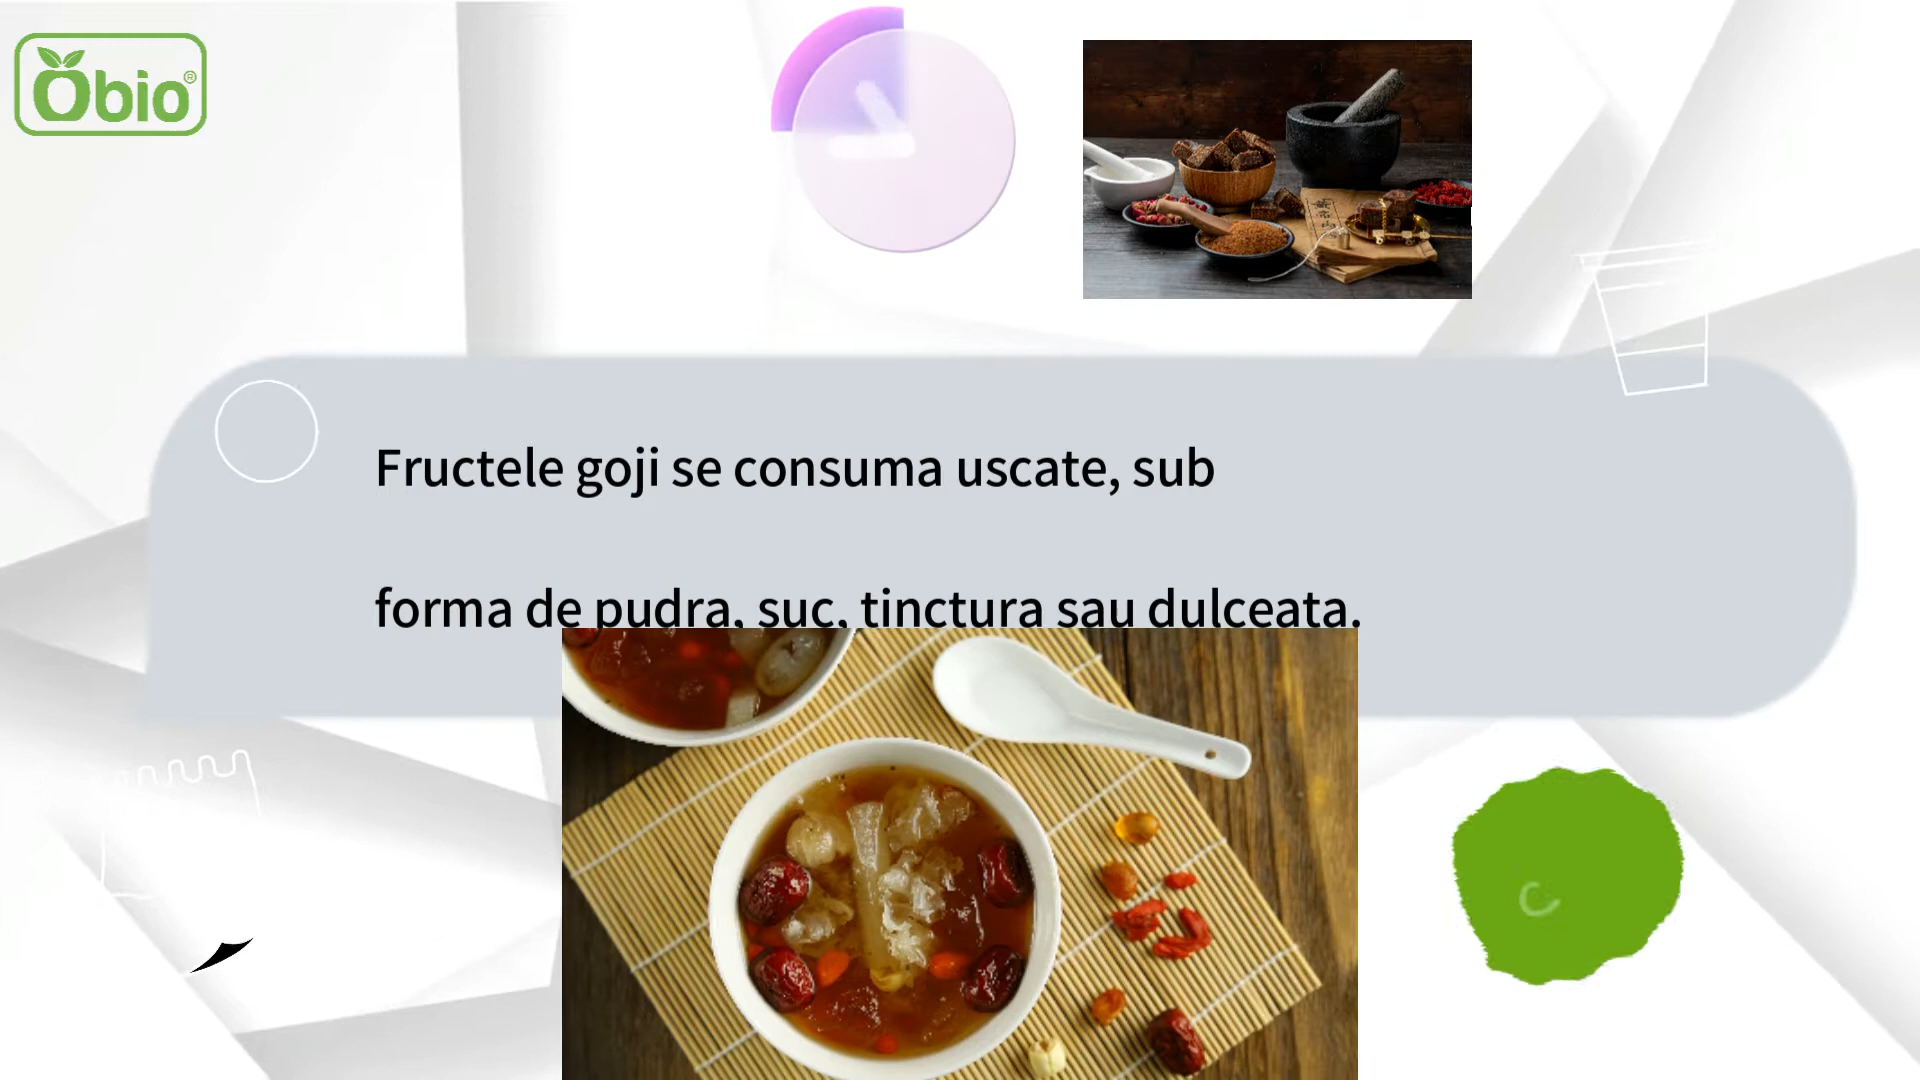 Obio®
Fructele goji se consuma uscate, sub
forma de pudra, suc, tinctura sau dulceata.